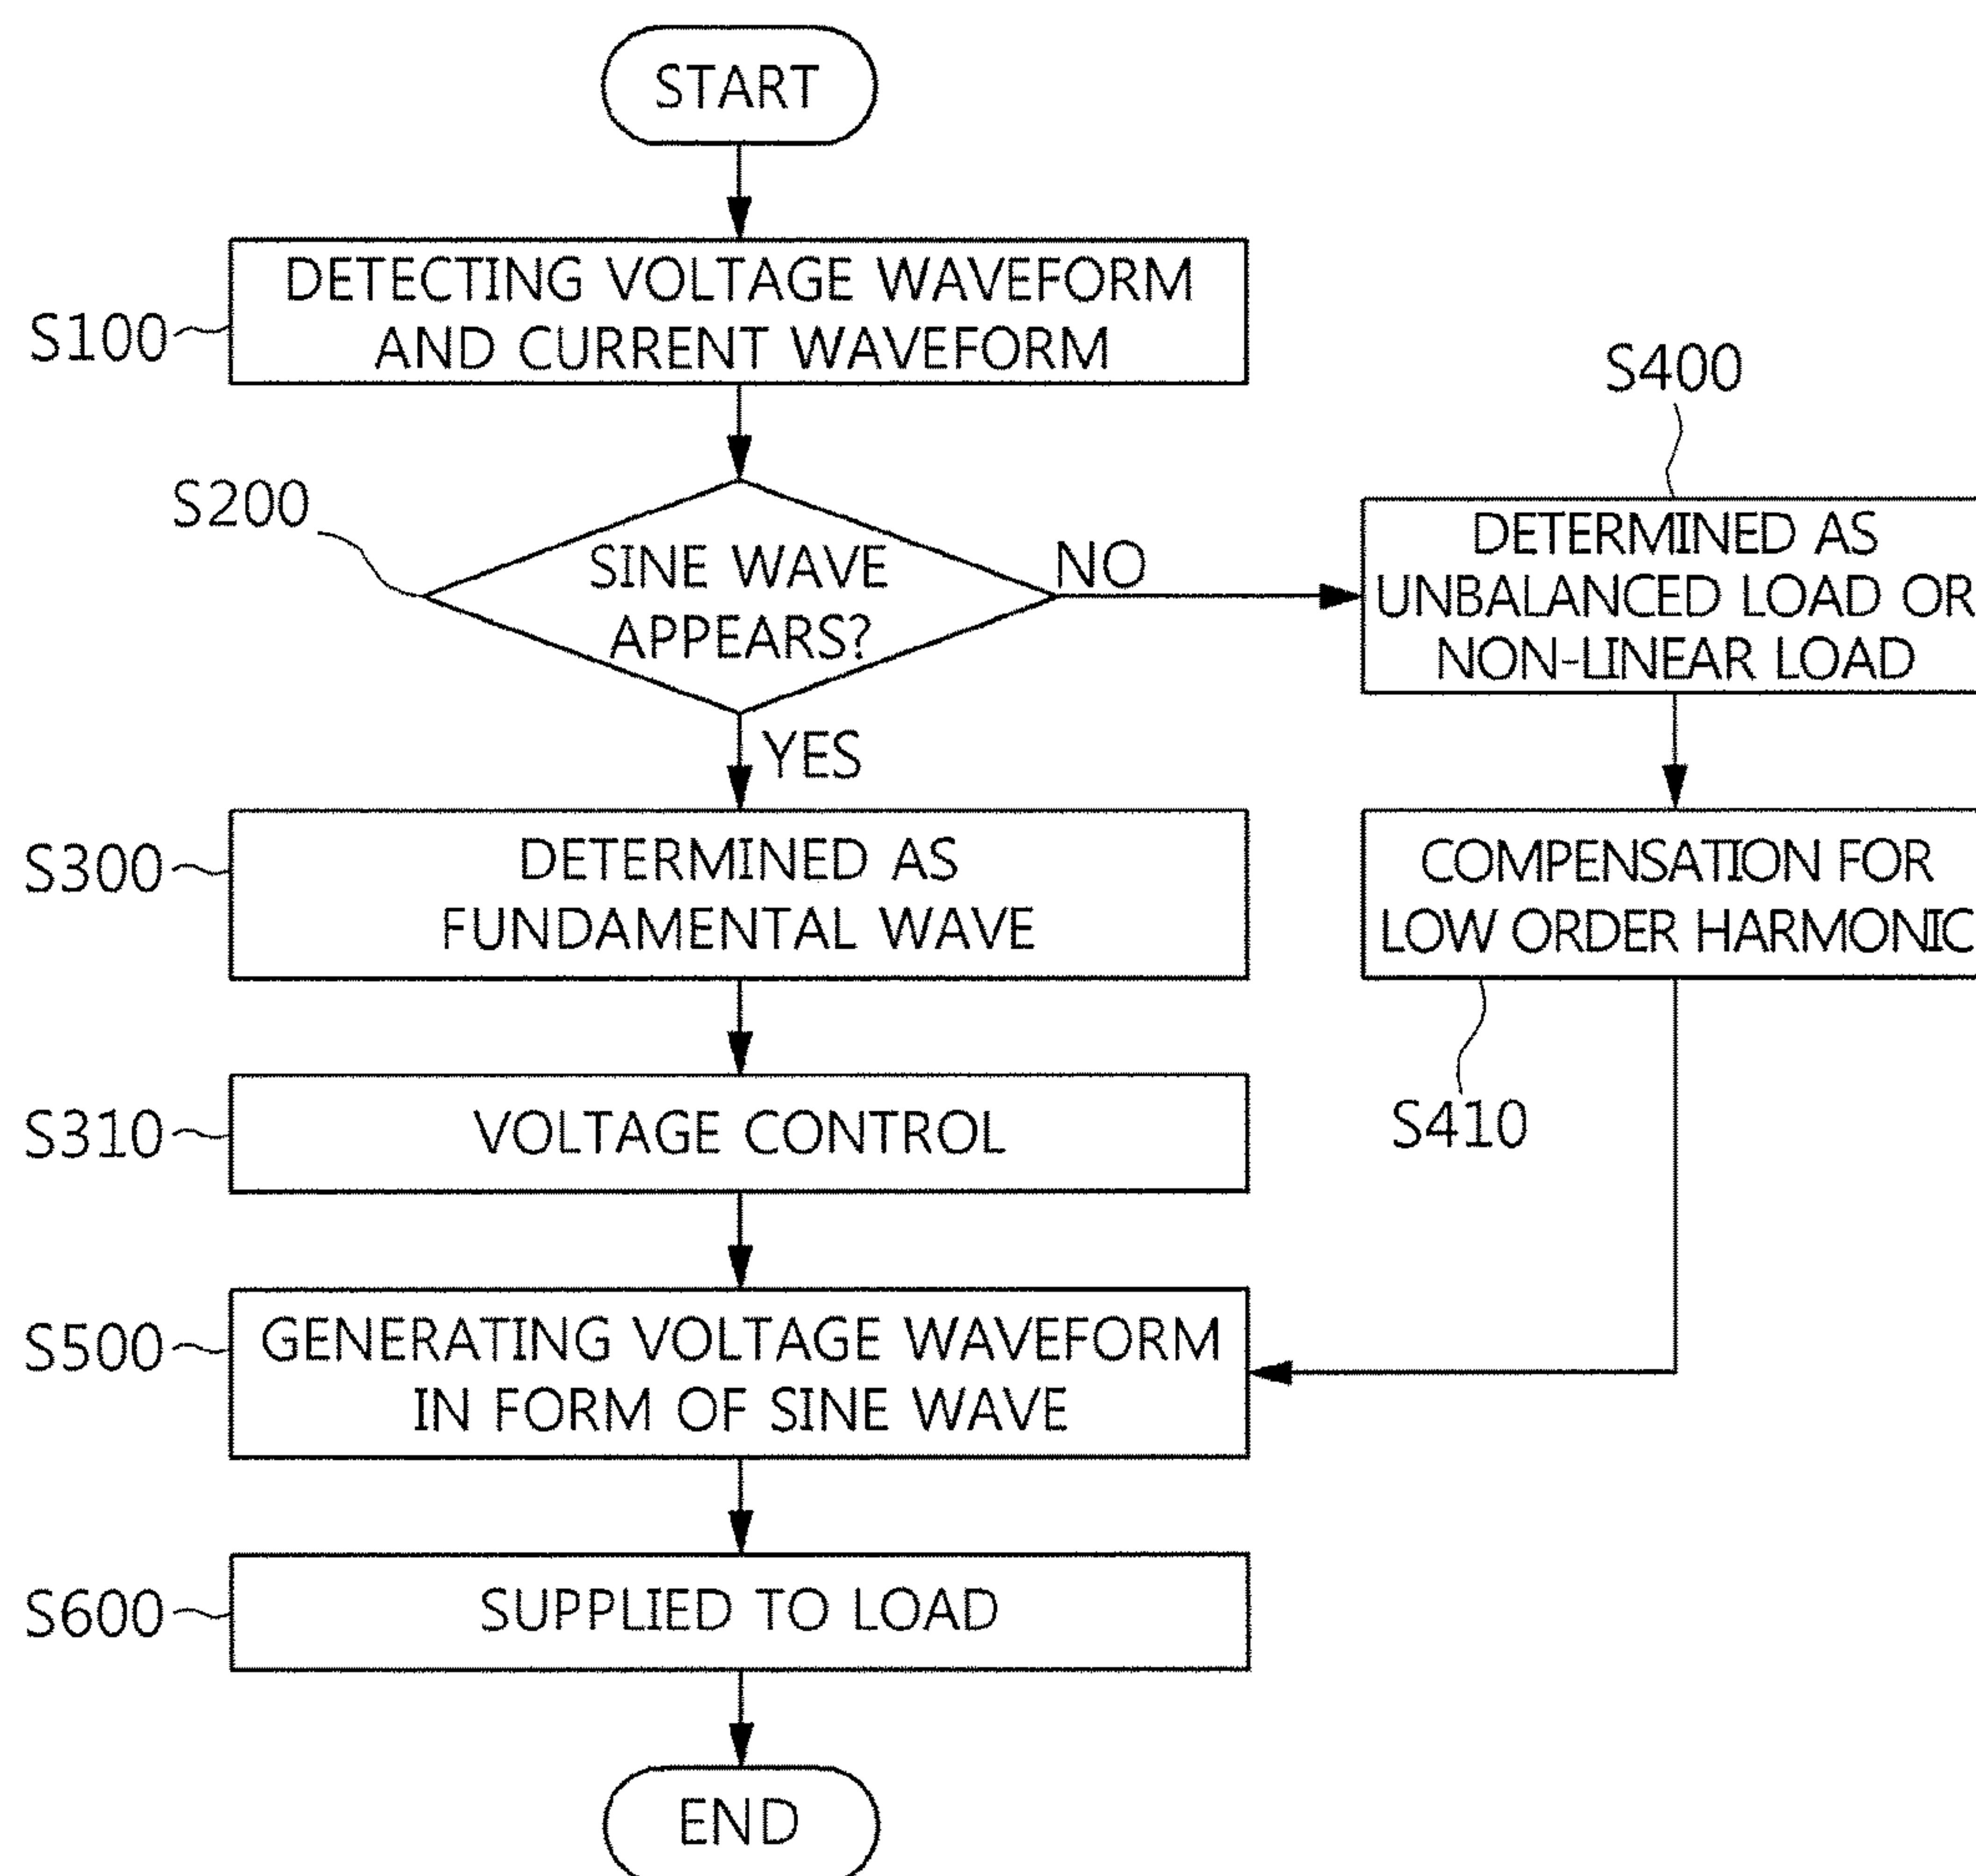 START
DETECTING VOLTAGE WAVEFORM
AND CURRENT WAVEFORM
S100
S400
S200
SINE WAVE
APPEARS?
NO
DETERMINED AS
UNBALANCED LOAD OR
NON-LINEAR LOAD
YES
S300
DETERMINED AS
FUNDAMENTAL WAVE
COMPENSATION FOR
LOW ORDER HARMONIC
S310
VOLTAGE CONTROL
S410
S500
GENERATING VOLTAGE WAVEFORM
IN FORM OF SINE WAVE
S600
SUPPLIED TO LOAD
END